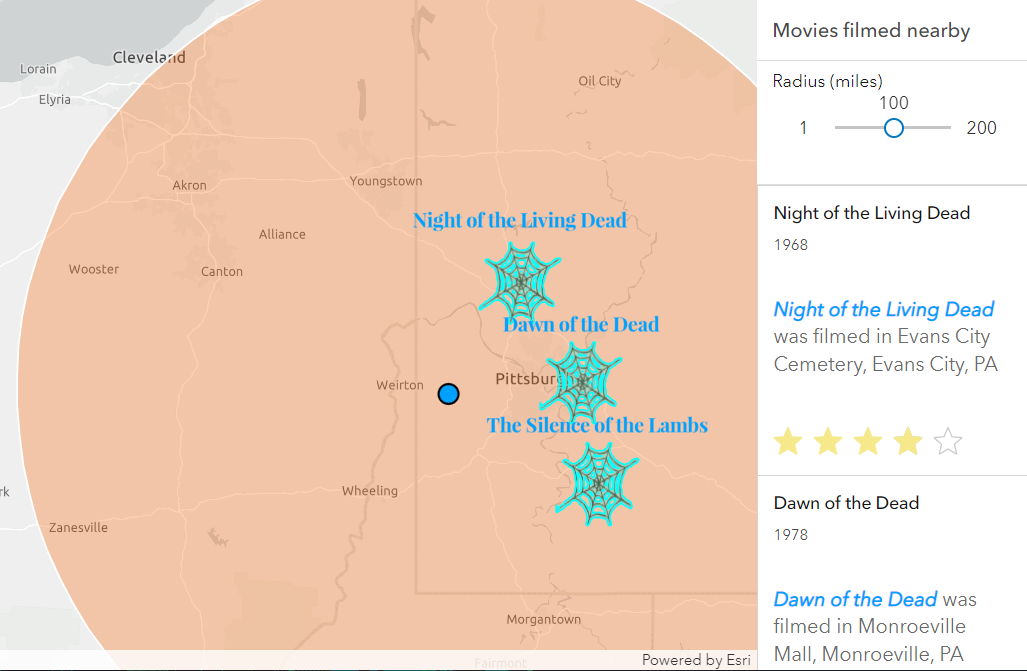 Cleveland
Lorain
Elyria
Oil City
Akron
Youngstown
Night of the Living Dead
Alliance
Wooster
Canton
Dawn of the Dead
Weirton
The Silence of the Lambs
Wheeling
Zanesville
Morgantown
Fairmont
Powered by Esri
Movies filmed nearby
Radius (miles)
100
1 200
Night of the Living Dead
1968
Night of the Living Dead
was filmed in Evans City
Cemetery, Evans City, PA
Dawn of the Dead
1978
Dawn of the Dead was
filmed in Monroeville
Mall, Monroeville, PA